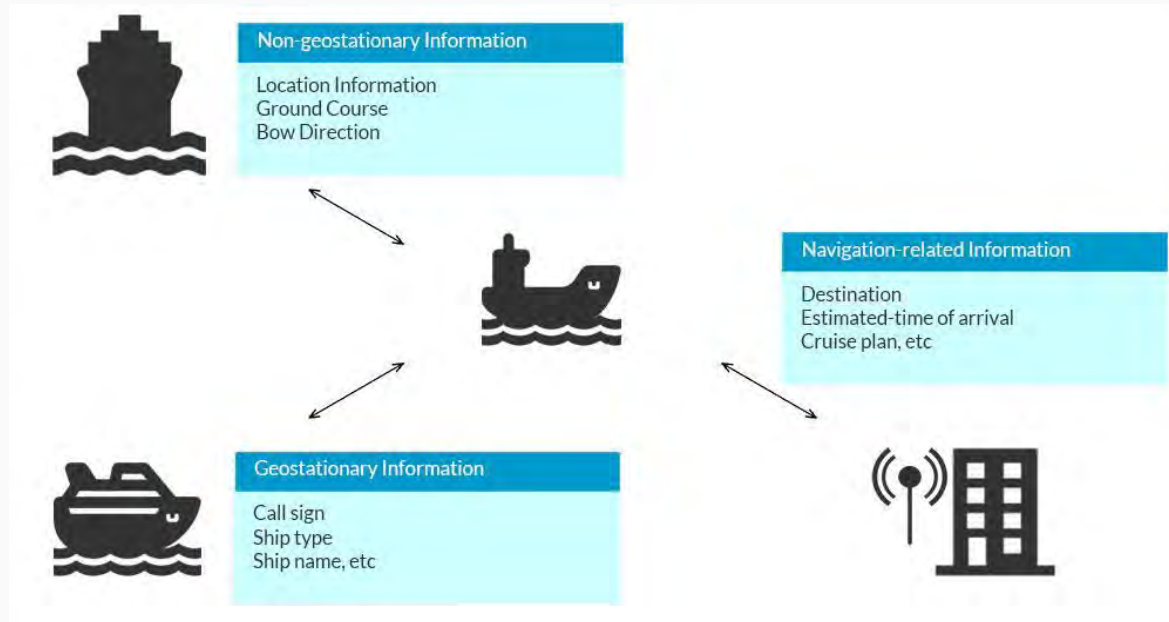 Non-geostationary Information
Location Information
Ground Course
Bow Direction
Navigation-related Information
Destination
Estimated-time of arrival
Cruise plan, etc
Geostationary Information
Call sign
Ship type
Ship name, etc